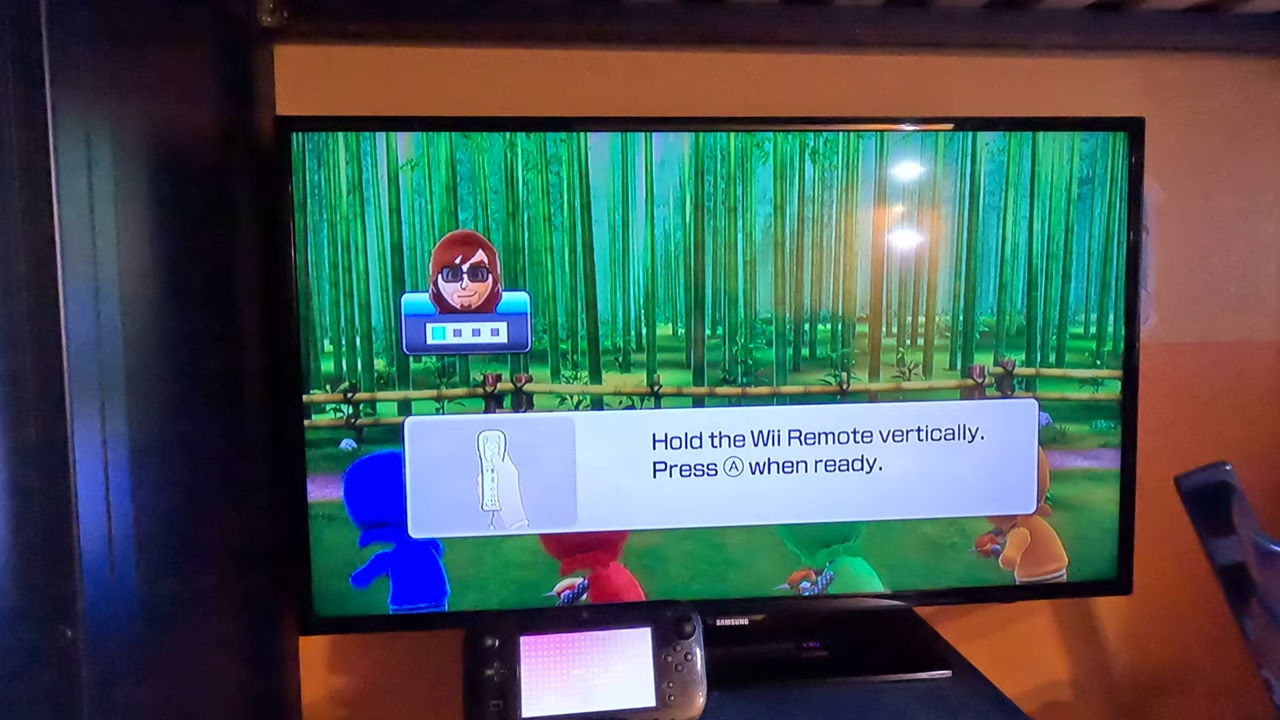 Hold the Wii Remote vertically.
Press Ⓐ when ready.
SAMSUNG